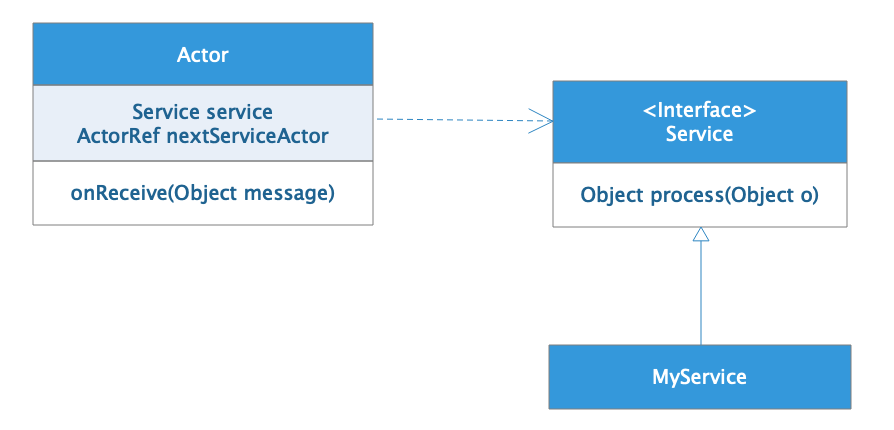 Actor
Service service
ActorRef nextServiceActor
onReceive(Object message)
<Interface>
Service
Object process(Object o)
MyService